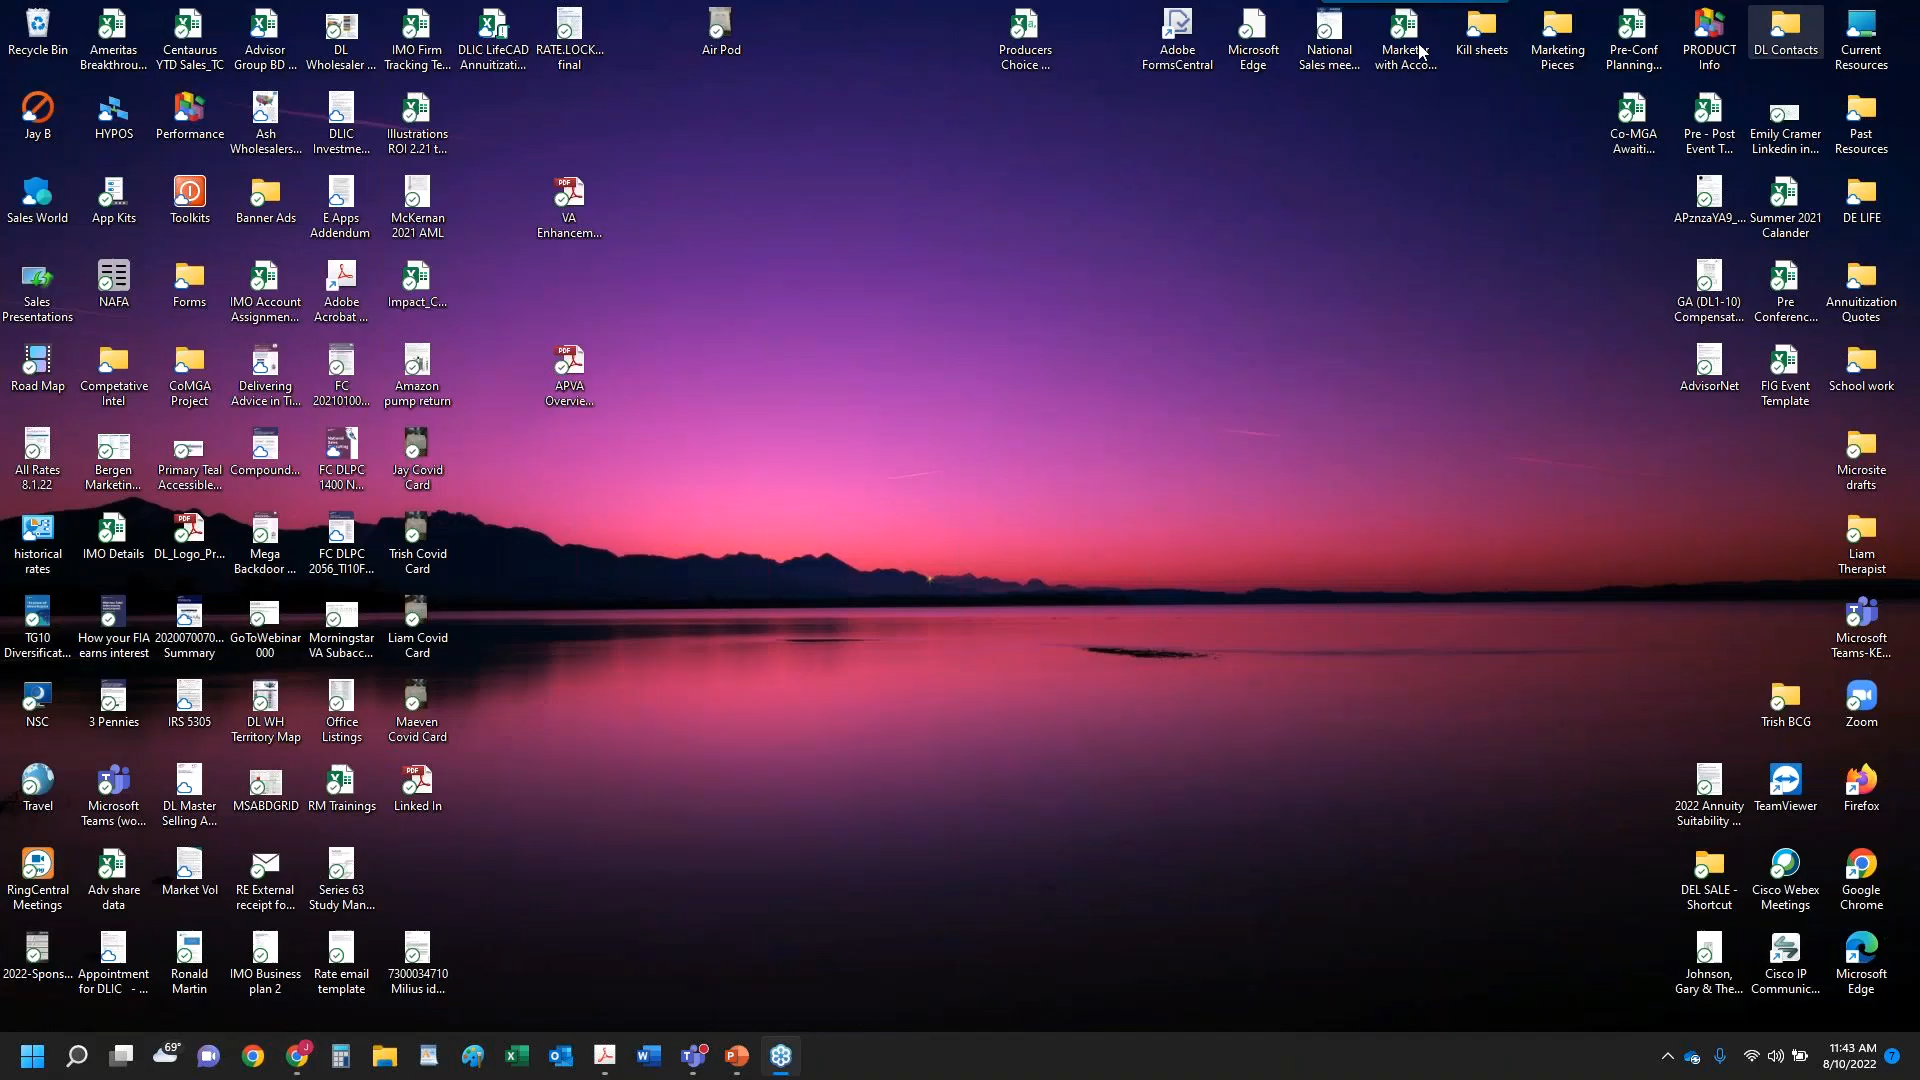 Recycle Bin
Ameritas
Breakthrou...
Centaurus
YTD Sales_TC
Advisor
Group BD ...
DL
Wholesaler ...
IMO Firm
Tracking Te...
DLIC LifeCAD
Annuitizati...
RATE.LOCK...
final
Air Pod
Producers
Choice ...
Adobe
FormsCentral
Microsoft
Edge
National
Sales mee...
with Acco...
Kill sheets
Marketing
Pieces
Pre-Conf
Planning...
PRODUCT
Info
DL Contacts
Current
Resources
Jay B
HYPOS
Performance
Ash
Wholesalers...
DLIC
Investme...
Illustrations
ROI 2.21 t...
Co-MGA
Awaiti...
Pre - Post
Event T...
Emily Cramer
Linkedin in...
Past
Resources
Sales World
App Kits
Toolkits
Banner Ads
E Apps
Addendum
McKernan
2021 AML
VA
Enhancem...
APznzaYA9_...
Summer 2021
Calander
DE LIFE
Sales
Presentations
NAFA
Forms
IMO Account
Assignmen...
Adobe
Acrobat ...
Impact_C...
GA (DL1-10)
Compensat...
Pre
Conferenc...
Annuitization
Quotes
Road Map
Competative
Intel
CoMGA
Project
Delivering
Advice in Ti...
FC
20210100...
Amazon
pump return
APVA
Overvie...
AdvisorNet
FIG Event
Template
School work
All Rates
8.1.22
Bergen
Marketin...
Primary Teal
Accessible...
Compound...
FC DLPC
1400 N...
Jay Covid
Card
Microsite
drafts
historical
rates
IMO Details
DL_Logo_Pr...
Mega
Backdoor ...
FC DLPC
2056_TI10F...
Trish Covid
Card
Liam
Therapist
TG10
Diversificat...
How your FIA
earns interest
2020070070...
Summary
GoToWebinar
000
Morningstar
VA Subacc...
Liam Covid
Card
Microsoft
Teams-KE...
NSC
3 Pennies
IRS 5305
DL WH
Territory Map
Office
Listings
Maeven
Covid Card
Trish BCG
Zoom
Travel
Microsoft
Teams (wo...
DL Master
Selling A...
MSABDGRID
RM Trainings
Linked In
2022 Annuity
Suitability ...
TeamViewer
Firefox
RingCentral
Meetings
Adv share
data
Market Vol
RE External
receipt fo...
Series 63
Study Man...
DEL SALE -
Shortcut
Cisco Webex
Meetings
Google
Chrome
2022-Spons...
Appointment
for DLIC - ...
Ronald
Martin
IMO Business
plan 2
Rate email
template
7300034710
Milius id...
Johnson,
Gary & The...
Cisco IP
Communic...
Microsoft
Edge
69°
11:43 AM
8/10/2022
7